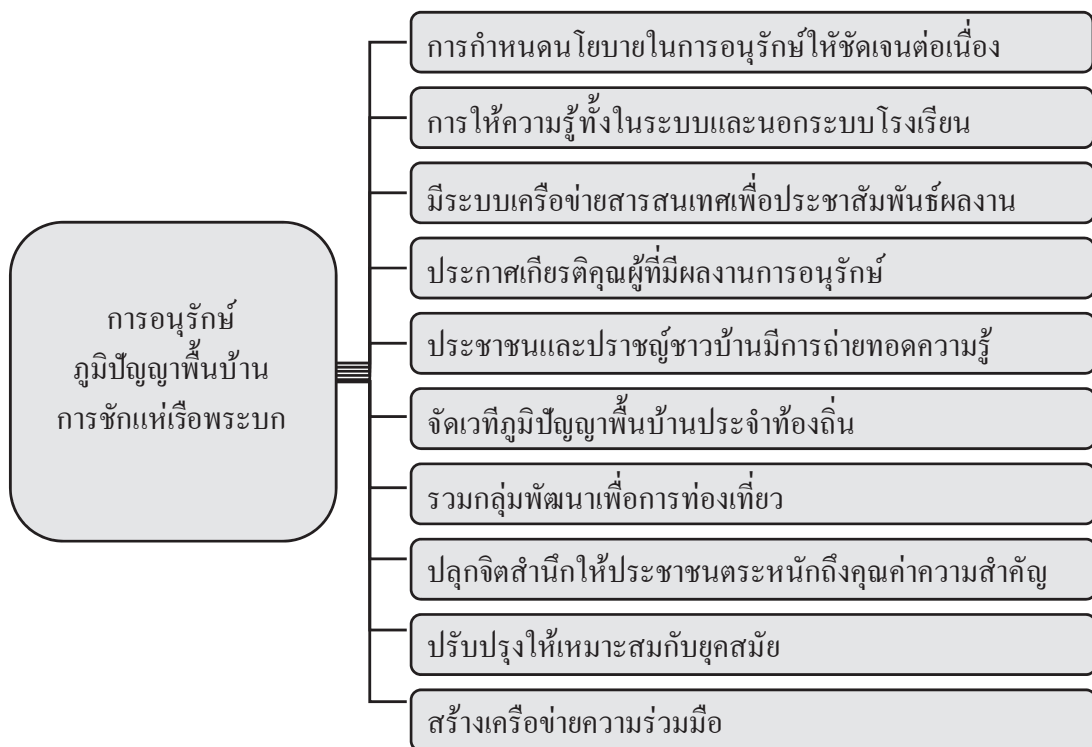 การอนุรักษ์
ภูมิปัญญาพื้นบ้าน
การชักแห่เรือพระบก
การกำหนดนโยบายในการอนุรักษ์ให้ชัดเจนต่อเนื่อง
การให้ความรู้ทั้งในระบบและนอกระบบโรงเรียน
มีระบบเครือข่ายสารสนเทศเพื่อประชาสัมพันธ์ผลงาน
ประกาศเกียรติคุณผู้ที่มีผลงานการอนุรักษ์
ประชาชนและปราชญ์ชาวบ้านมีการถ่ายทอดความรู้
จัดเวทีภูมิปัญญาพื้นบ้านประจำท้องถิ่น
รวมกลุ่มพัฒนาเพื่อการท่องเที่ยว
ปลุกจิตสำนึกให้ประชาชนตระหนักถึงคุณค่าความสำคัญ
ปรับปรุงให้เหมาะสมกับยุคสมัย
สร้างเครือข่ายความร่วมมือ